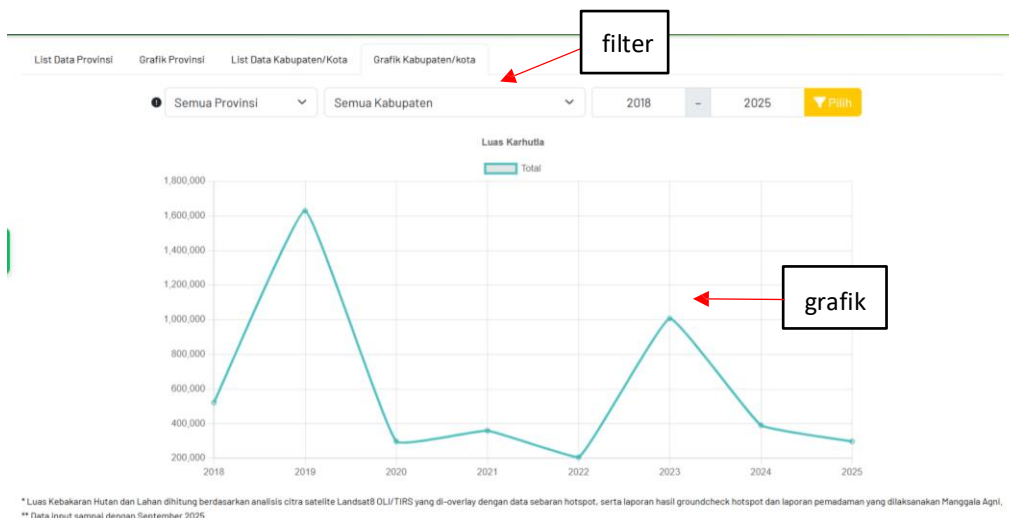 filter
List Data Provinsi Grafik Provinsi List Data Kabupaten/Kota Grafik Kabupaten/kota
Semua Provinsi Semua Kabupaten 2018 - 2025 Pilih
Luas Karhutla
Total
1,800,000
1,600,000
1,400,000
1,200,000
grafik
1,000,000
800,000
600,000
400,000
200,000
2018 2019 2020 2021 2022 2023 2024 2025
* Luas Kebakaran Hutan dan Lahan dihitung berdasarkan analisis citra satelite Landsat8 OLI/TIRS yang di-overlay dengan data sebaran hotspot, serta laporan hasil groundcheck hotspot dan laporan pemadaman yang dilaksanakan Manggala Agni,
** Data input sampai dengan September 2025